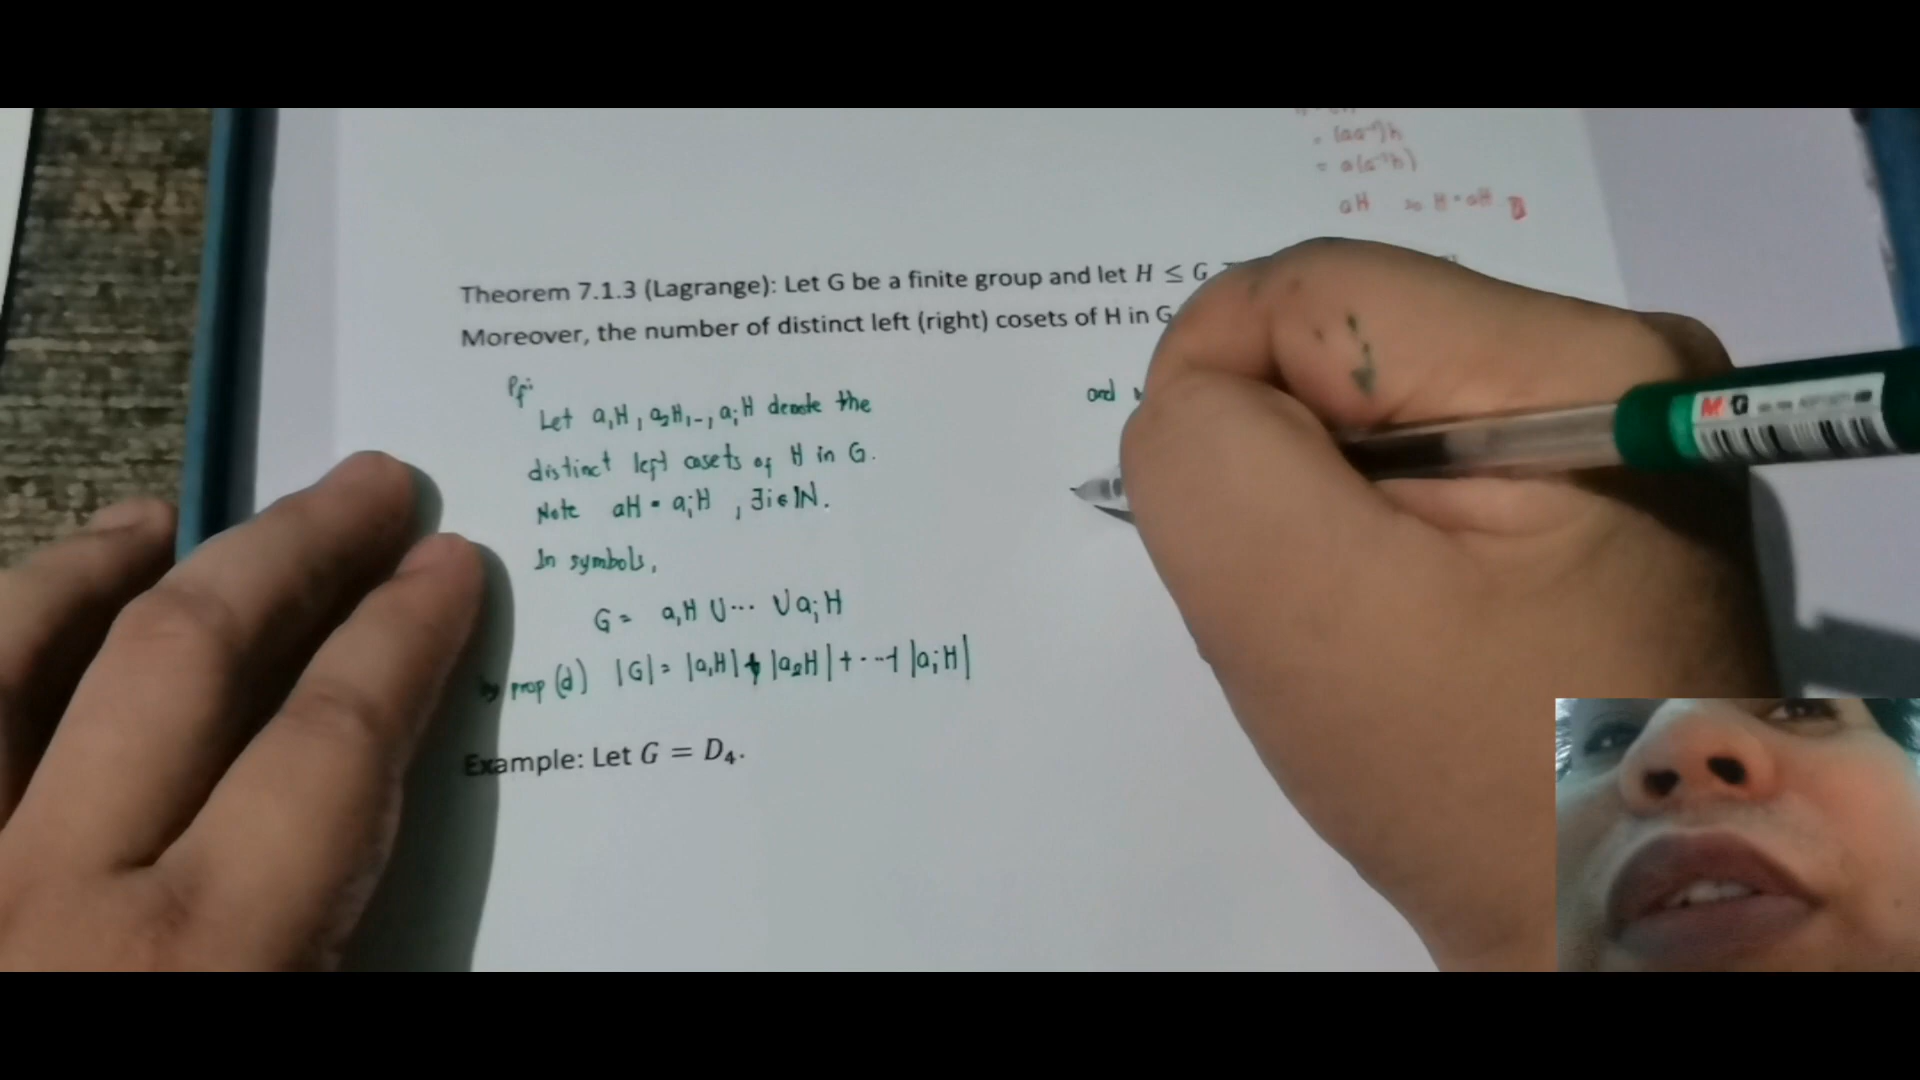 = (aa⁻¹)h
= a(a⁻¹h)
aH so H = aH
Theorem 7.1.3 (Lagrange): Let G be a finite group and let H ≤ G
Moreover, the number of distinct left (right) cosets of H in G
Pf:
Let a₁H, a₂H, -, aᵢH denote the
and
distinct left cosets of H in G.
Note aH = aᵢH, ∃i∈ℕ.
In symbols,
G = a₁H ∪ ··· ∪ aᵢH
by prop (d) |G| = |a₁H| + |a₂H| + ··· + |aᵢH|
Example: Let G = D₄.
M&G